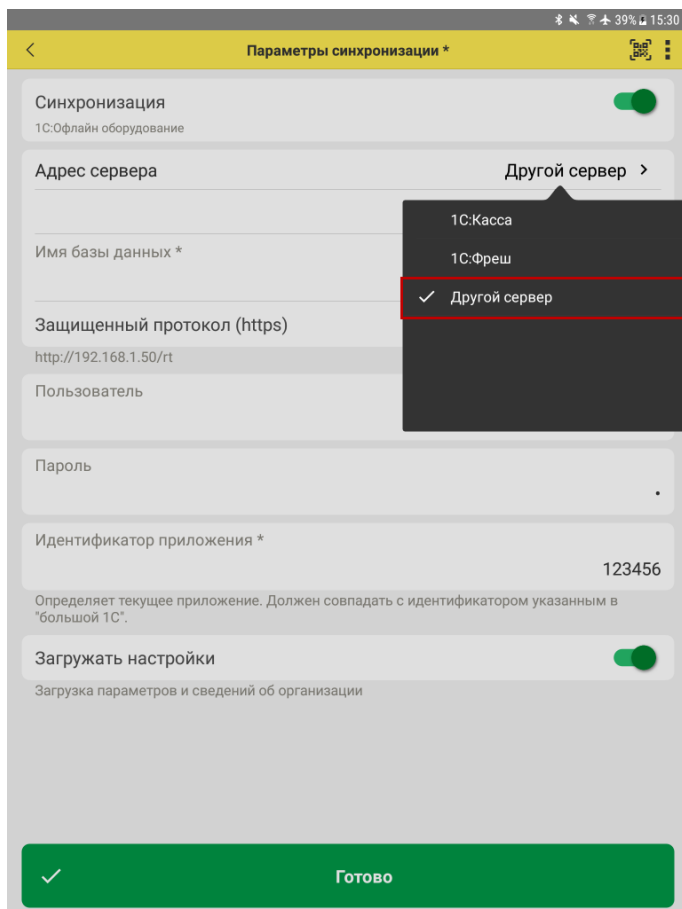 39% 15:30
Параметры синхронизации *
Синхронизация
1С:Офлайн оборудование
Адрес сервера
Другой сервер
1С:Касса
1С:Фреш
Другой сервер
Имя базы данных *
Защищенный протокол (https)
http://192.168.1.50/rt
Пользователь
Пароль
•
Идентификатор приложения *
123456
Определяет текущее приложение. Должен совпадать с идентификатором указанным в
"большой 1С".
Загружать настройки
Загрузка параметров и сведений об организации
Готово